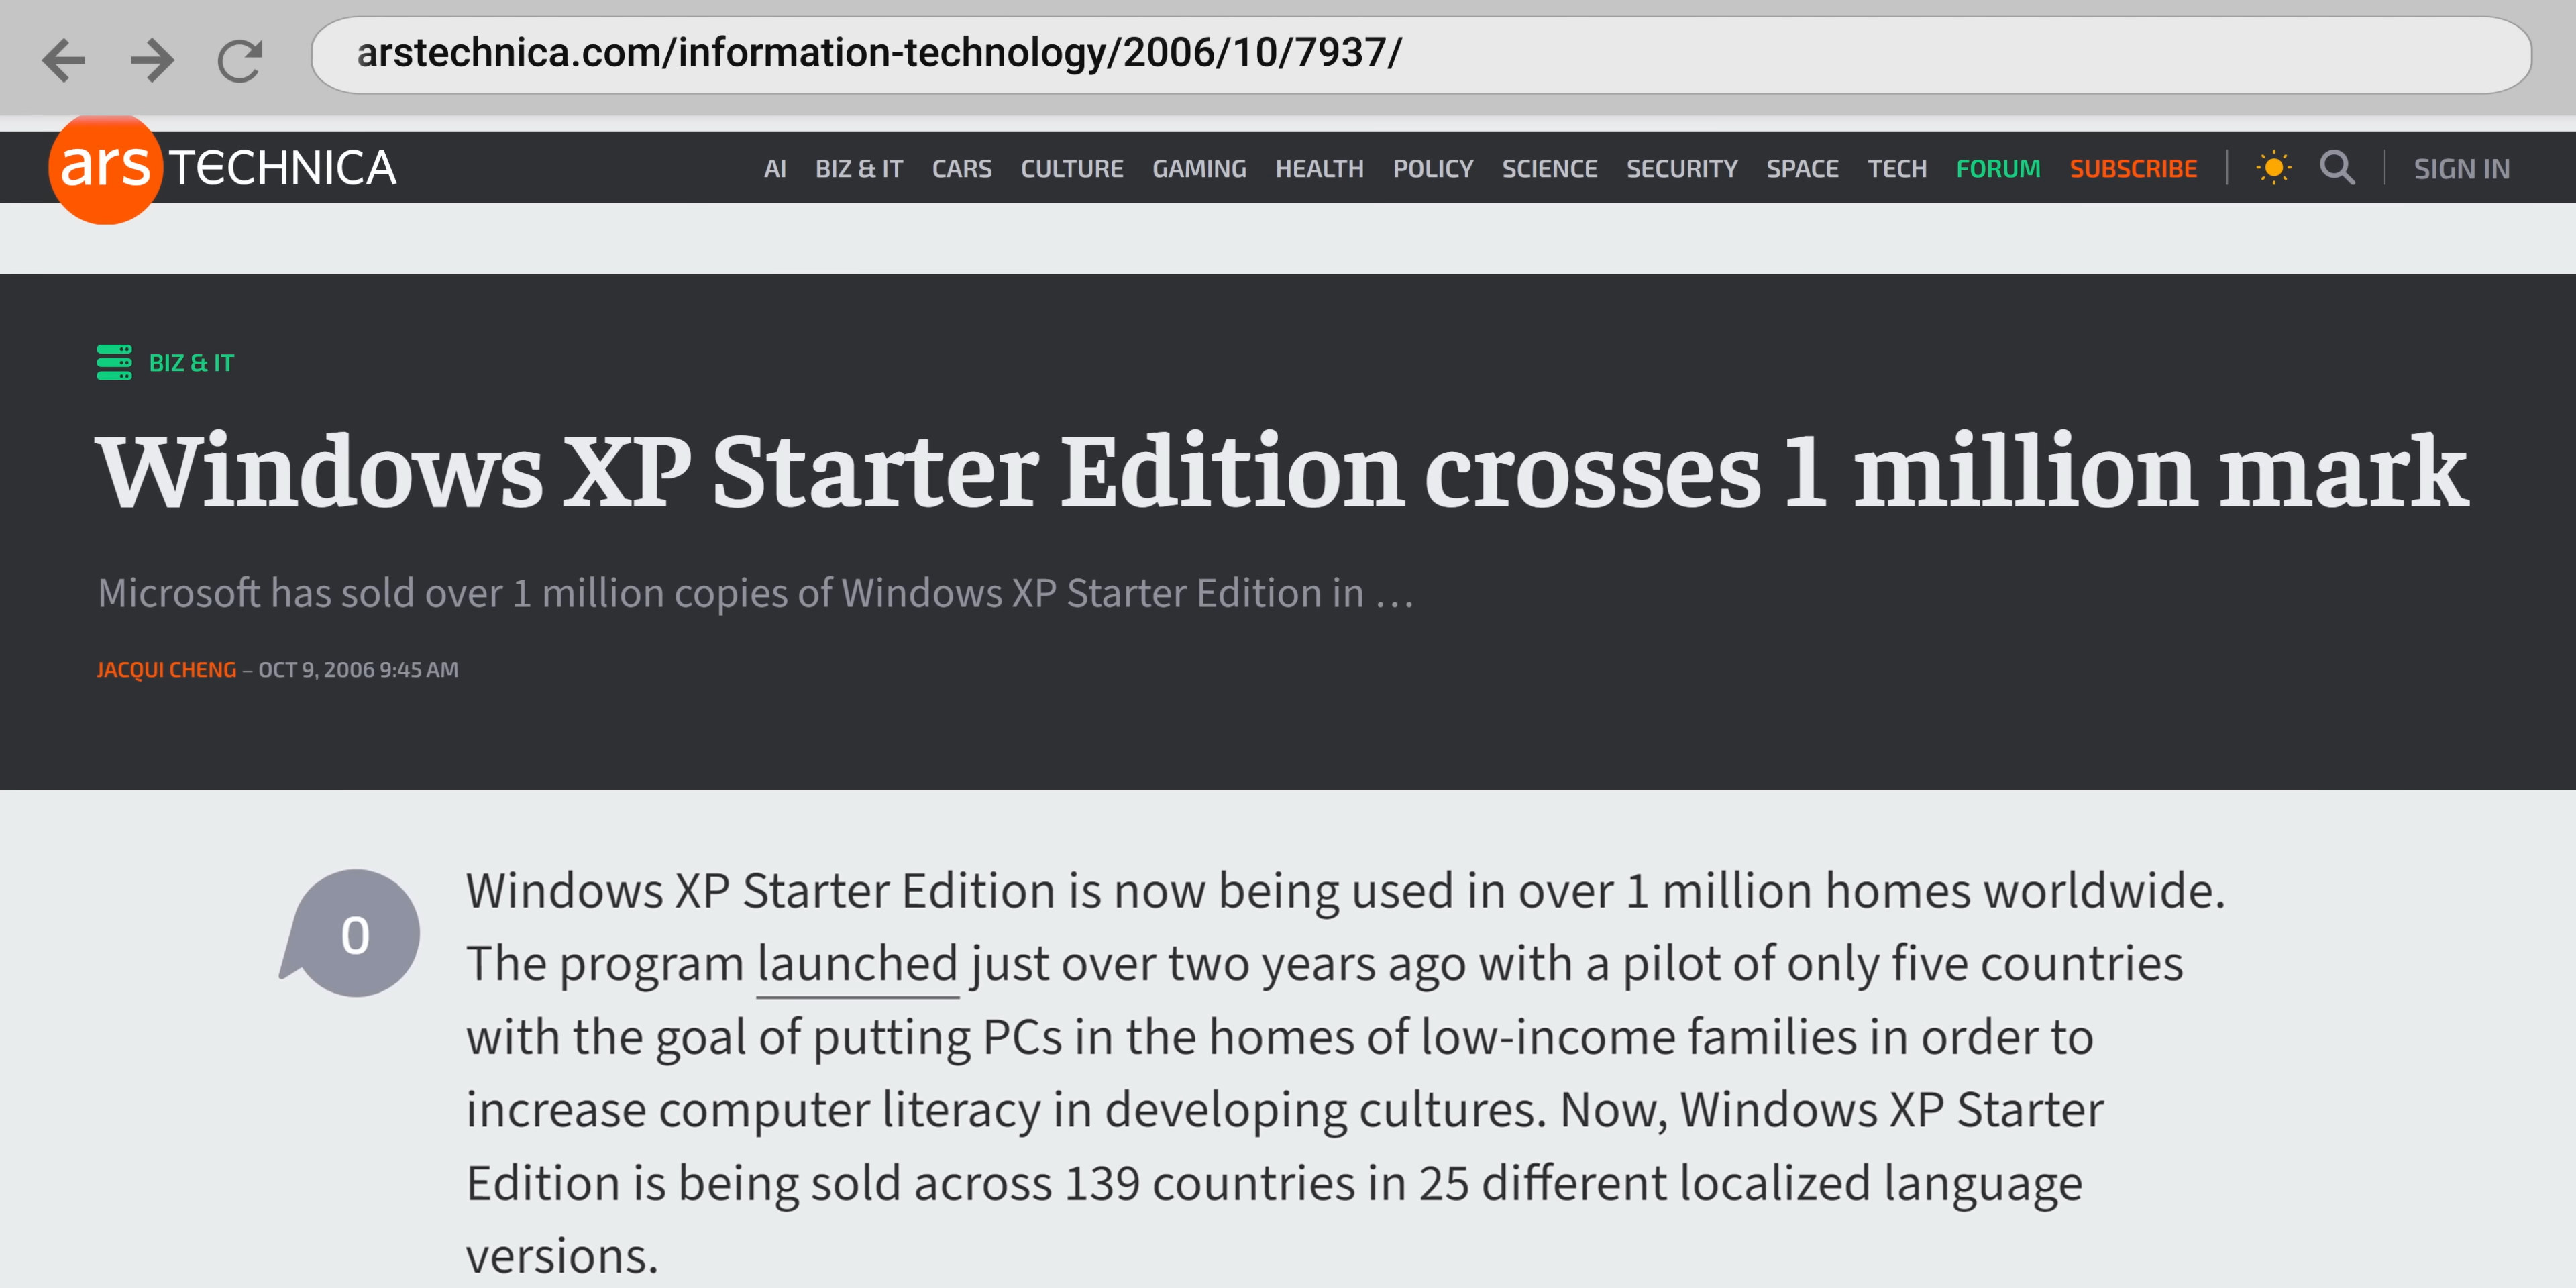 arstechnica.com/information-technology/2006/10/7937/
ars TECHNICA
AI BIZ & IT CARS CULTURE GAMING HEALTH POLICY SCIENCE SECURITY SPACE TECH FORUM SUBSCRIBE SIGN IN
BIZ & IT
Windows XP Starter Edition crosses 1 million mark
Microsoft has sold over 1 million copies of Windows XP Starter Edition in …
JACQUI CHENG – OCT 9, 2006 9:45 AM
0
Windows XP Starter Edition is now being used in over 1 million homes worldwide.
The program launched just over two years ago with a pilot of only five countries
with the goal of putting PCs in the homes of low-income families in order to
increase computer literacy in developing cultures. Now, Windows XP Starter
Edition is being sold across 139 countries in 25 different localized language
versions.